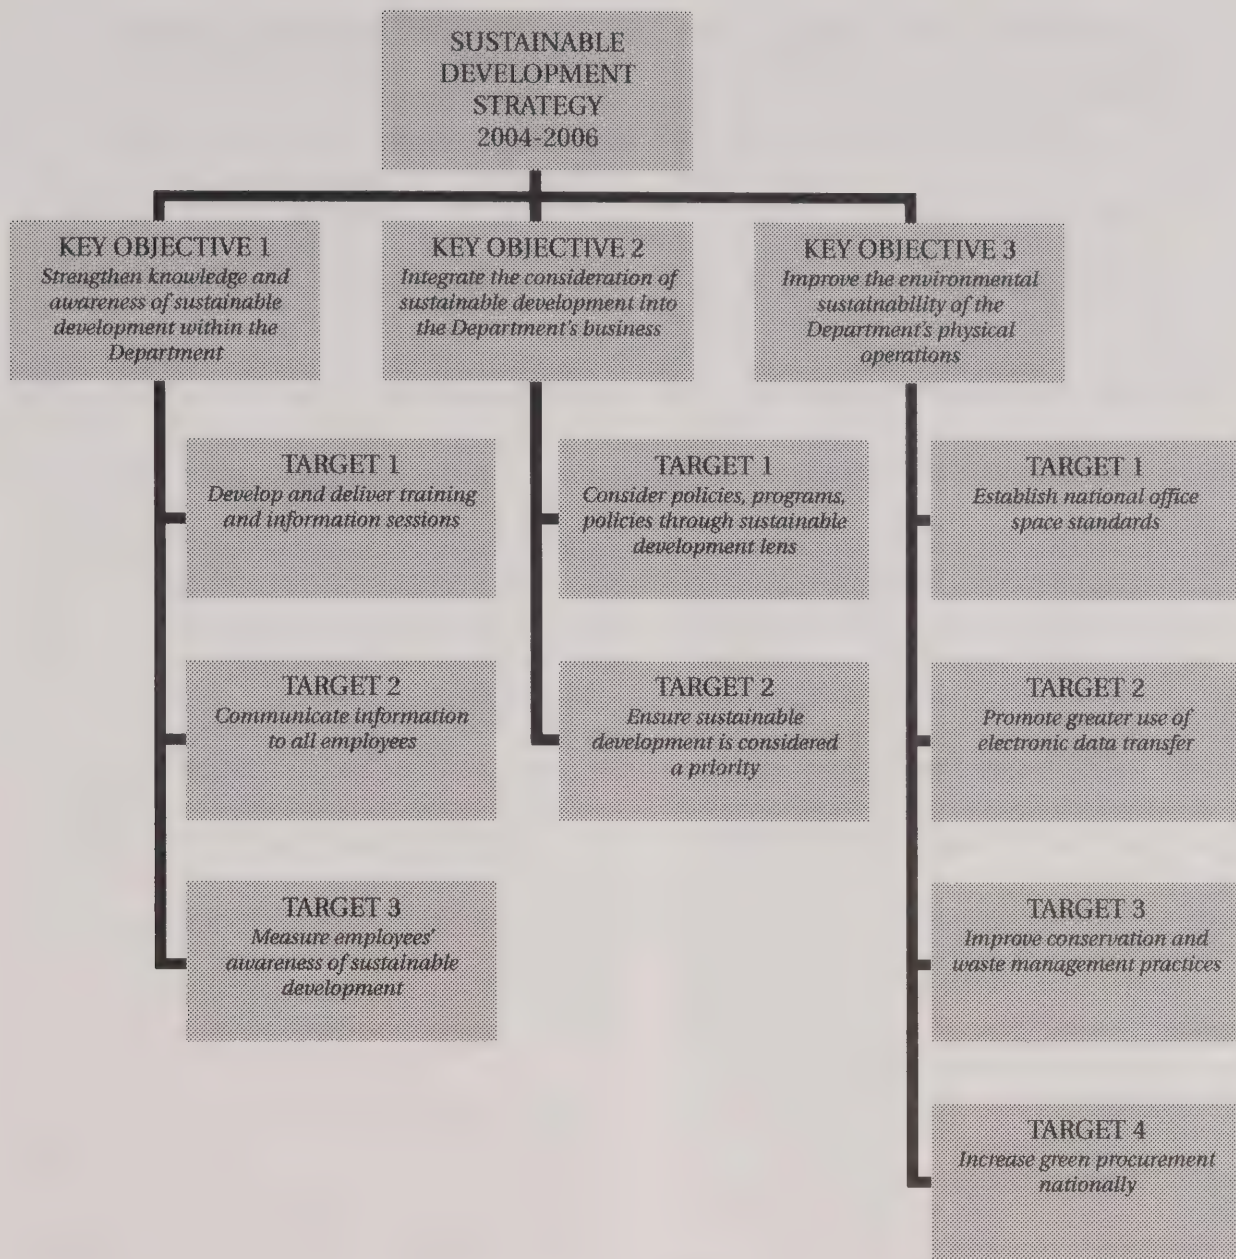 SUSTAINABLE
DEVELOPMENT
STRATEGY
2004-2006
KEY OBJECTIVE 1
Strengthen knowledge and
awareness of sustainable
development within the
Department
KEY OBJECTIVE 2
Integrate the consideration of
sustainable development into
the Department's business
KEY OBJECTIVE 3
Improve the environmental
sustainability of the
Department's physical
operations
TARGET 1
Develop and deliver training
and information sessions
TARGET 2
Communicate information
to all employees
TARGET 3
Measure employees'
awareness of sustainable
development
TARGET 1
Consider policies, programs,
policies through sustainable
development lens
TARGET 2
Ensure sustainable
development is considered
a priority
TARGET 1
Establish national office
space standards
TARGET 2
Promote greater use of
electronic data transfer
TARGET 3
Improve conservation and
waste management practices
TARGET 4
Increase green procurement
nationally